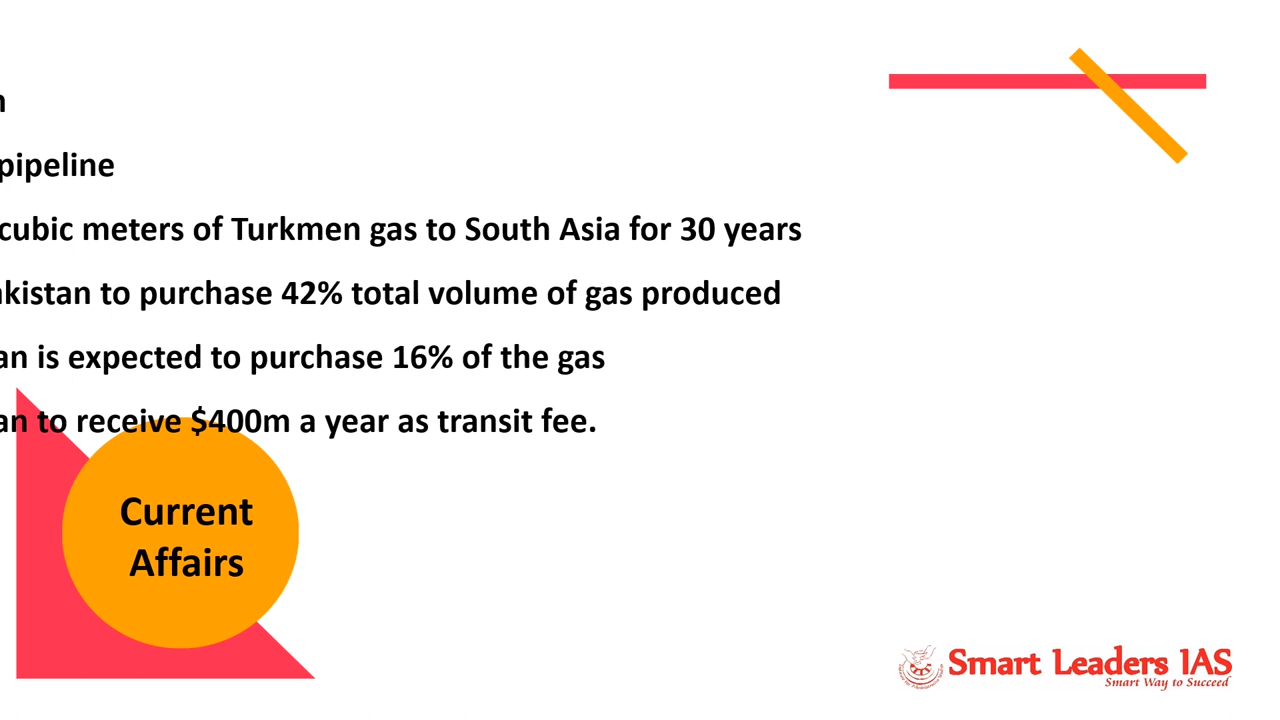 n
pipeline
cubic meters of Turkmen gas to South Asia for 30 years
akistan to purchase 42% total volume of gas produced
an is expected to purchase 16% of the gas
an to receive $400m a year as transit fee.
Current
Affairs
Smart Leaders IAS
Smart Way to Succeed